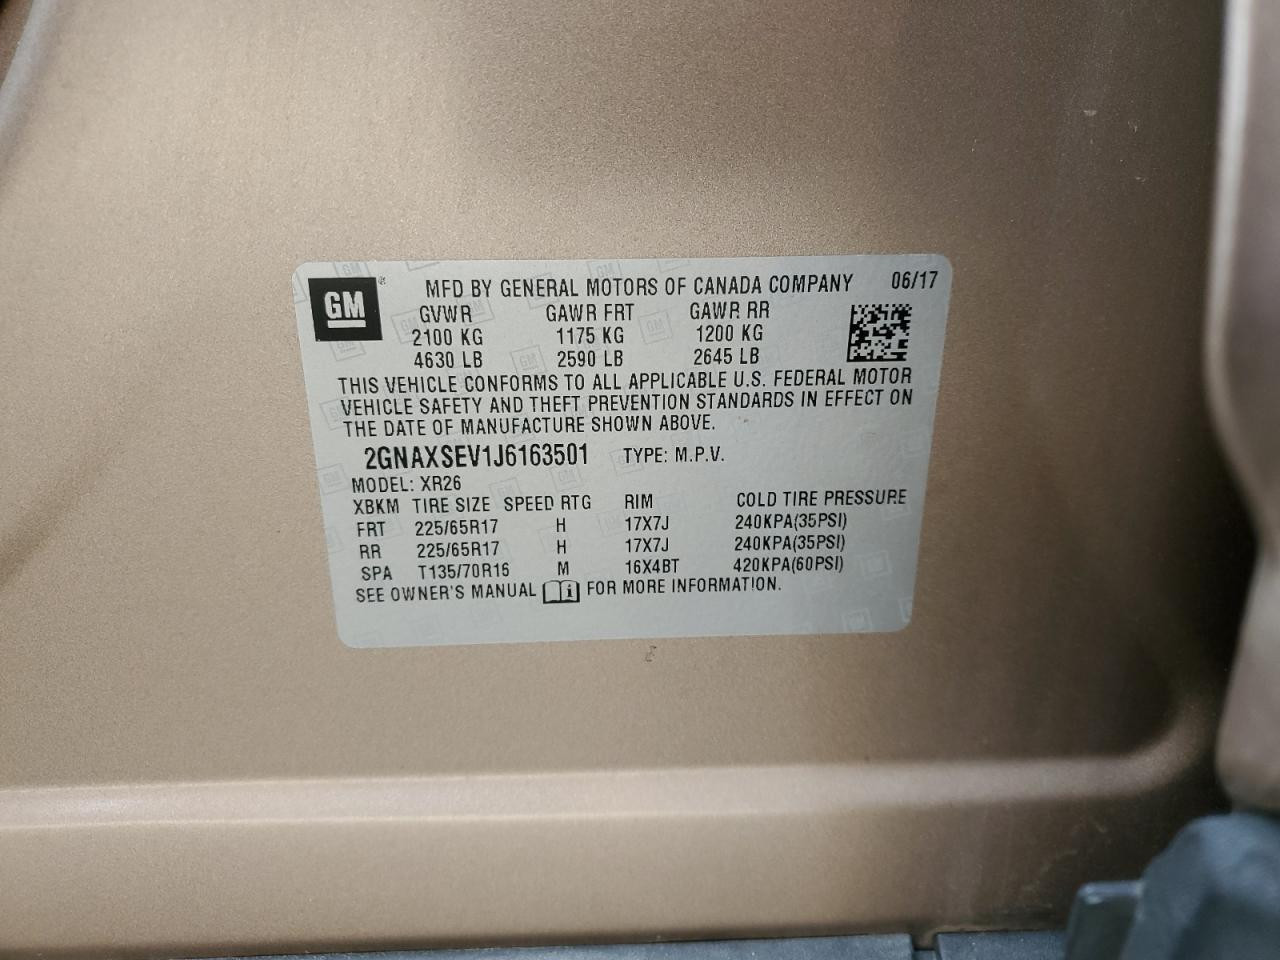 GM ® MFD BY GENERAL MOTORS OF CANADA COMPANY 06/17
GVWR GAWR FRT GAWR RR
2100 KG 1175 KG 1200 KG
4630 LB 2590 LB 2645 LB
THIS VEHICLE CONFORMS TO ALL APPLICABLE U.S. FEDERAL MOTOR
VEHICLE SAFETY AND THEFT PREVENTION STANDARDS IN EFFECT ON
THE DATE OF MANUFACTURE SHOWN ABOVE.
2GNAXSEV1J6163501 TYPE: M.P.V.
MODEL: XR26
XBKM TIRE SIZE SPEED RTG RIM COLD TIRE PRESSURE
FRT 225/65R17 H 17X7J 240KPA(35PSI)
RR 225/65R17 H 17X7J 240KPA(35PSI)
SPA T135/70R16 M 16X4BT 420KPA(60PSI)
SEE OWNER'S MANUAL i FOR MORE INFORMATION.